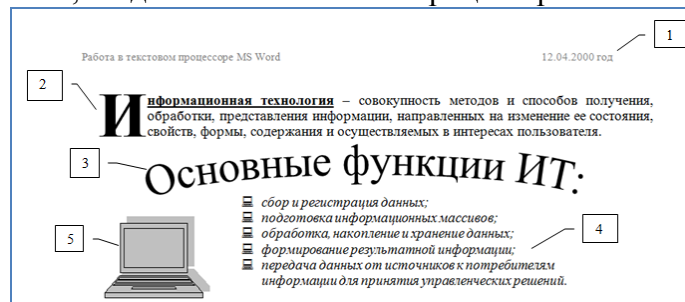 Работа в текстовом процессоре MS Word 12.04.2000 год 1
2
Информационная технология – совокупность методов и способов получения,
обработки, представления информации, направленных на изменение ее состояния,
свойств, формы, содержания и осуществляемых в интересах пользователя.
3
Основные функции ИТ:
сбор и регистрация данных;
подготовка информационных массивов;
обработка, накопление и хранение данных;
формирование результатной информации;
передача данных от источников к потребителям
информации для принятия управленческих решений.
4
5